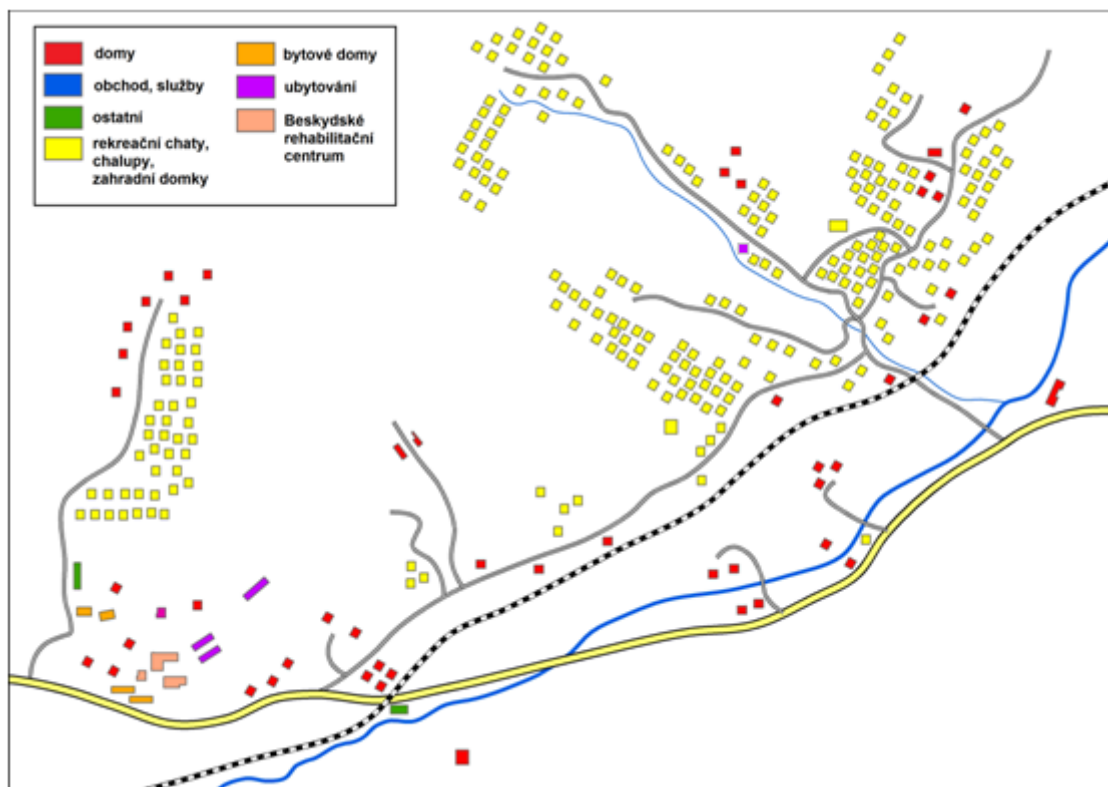 domy
obchod, služby
ostatní
rekreační chaty,
chalupy,
zahradní domky
bytové domy
ubytování
Beskydské
rehabilitační
centrum